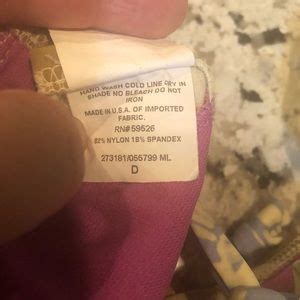 HAND WASH COLD LINE DRY IN
SHADE NO BLEACH DO NOT
IRON
MADE IN U.S.A. OF IMPORTED
FABRIC.
RN# 59526
82% NYLON 18% SPANDEX
273181/055799 ML
D